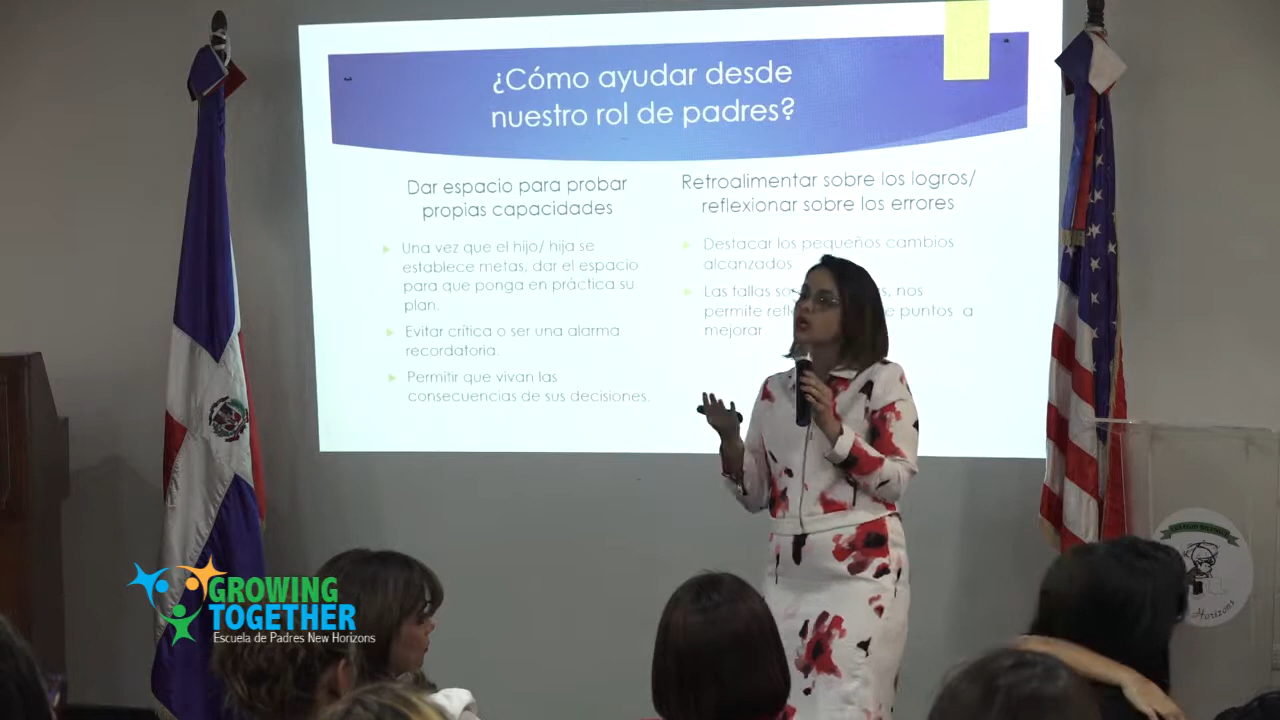 ¿Cómo ayudar desde
nuestro rol de padres?
Dar espacio para probar
propias capacidades
Una vez que el hijo/ hija se
establece metas, dar el espacio
para que ponga en práctica su
plan.
Evitar crítica o ser una alarma
recordatoria.
Permitir que vivan las
consecuencias de sus decisiones.
Retroalimentar sobre los logros/
reflexionar sobre los errores
Destacar los pequeños cambios
alcanzados
Las fallas nos
permite puntos a
mejorar
GROWING
TOGETHER
Escuela de Padres New Horizons
Horizons